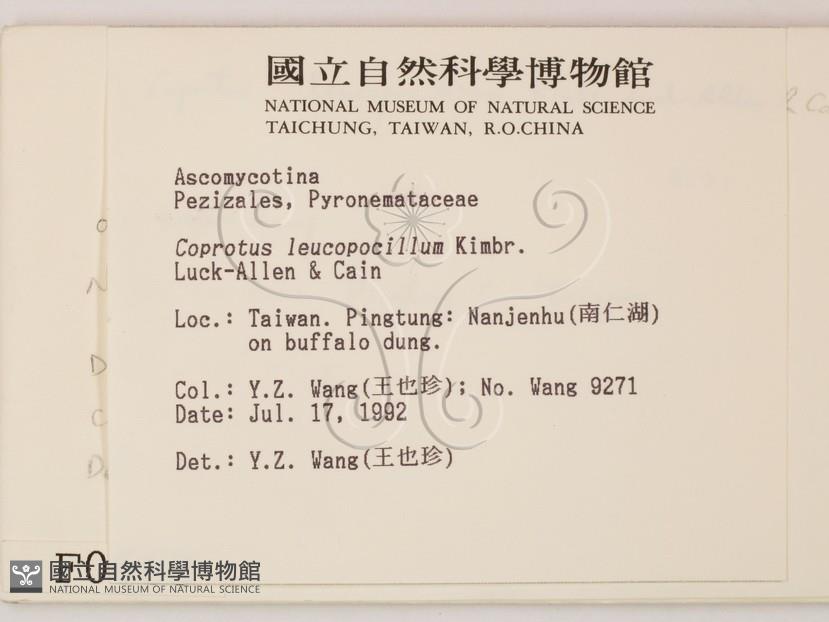 國立自然科學博物館
NATIONAL MUSEUM OF NATURAL SCIENCE
TAICHUNG, TAIWAN, R.O.CHINA
Ascomycotina
Pezizales, Pyronemataceae
Coprotus leucopocillum Kimbr.
Luck-Allen & Cain
Loc.: Taiwan. Pingtung: Nanjenhu(南仁湖)
on buffalo dung.
Col.: Y.Z. Wang(王也珍); No. Wang 9271
Date: Jul. 17, 1992
Det.: Y.Z. Wang(王也珍)
F0
國立自然科學博物館
NATIONAL MUSEUM OF NATURAL SCIENCE